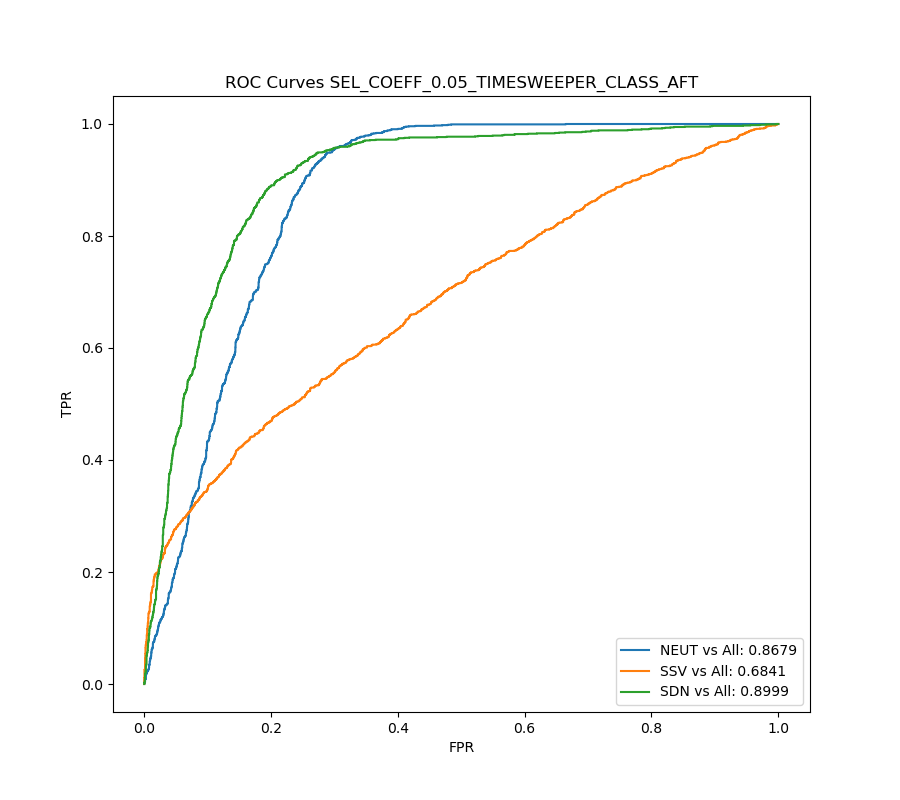 ROC Curves SEL_COEFF_0.05_TIMESWEEPER_CLASS_AFT
1.0
0.8
0.6
0.4
0.2
0.0
TPR
NEUT vs All: 0.8679
SSV vs All: 0.6841
SDN vs All: 0.8999
0.0 0.2 0.4 0.6 0.8 1.0
FPR